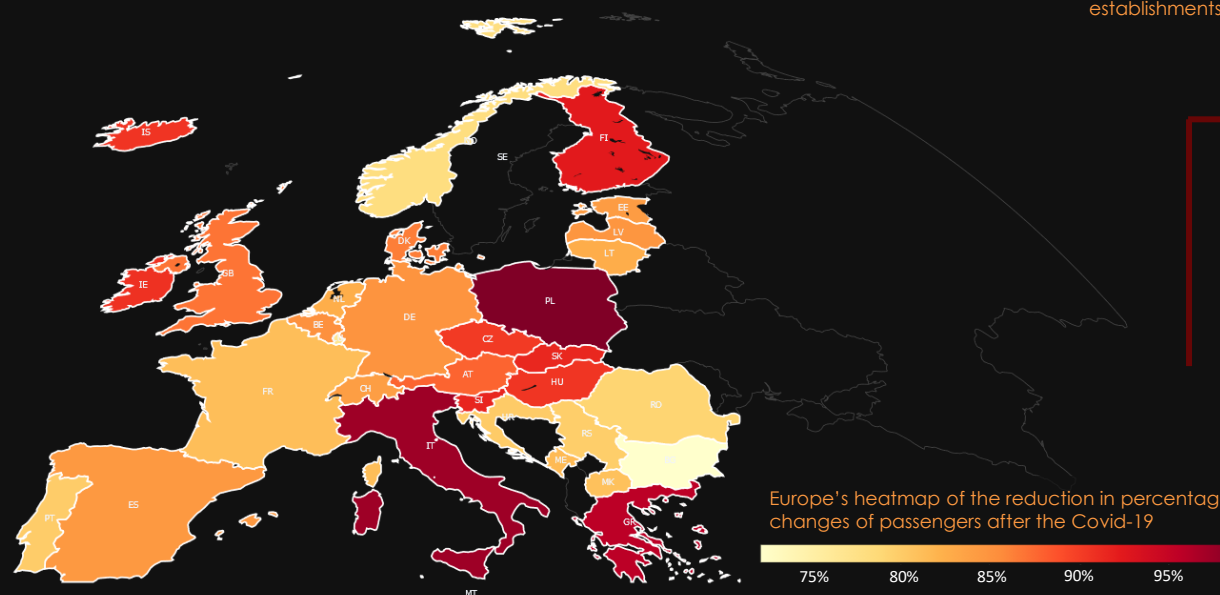 establishments
IS
FI
SE
EE
LV
LT
DK
GB
IE
NL
PL
DE
BE
CZ
SK
AT
HU
FR
CH
SI
HR
RO
RS
IT
ME
MK
ES
PT
GR
MT
Europe's heatmap of the reduction in percentag
changes of passengers after the Covid-19
75% 80% 85% 90% 95%